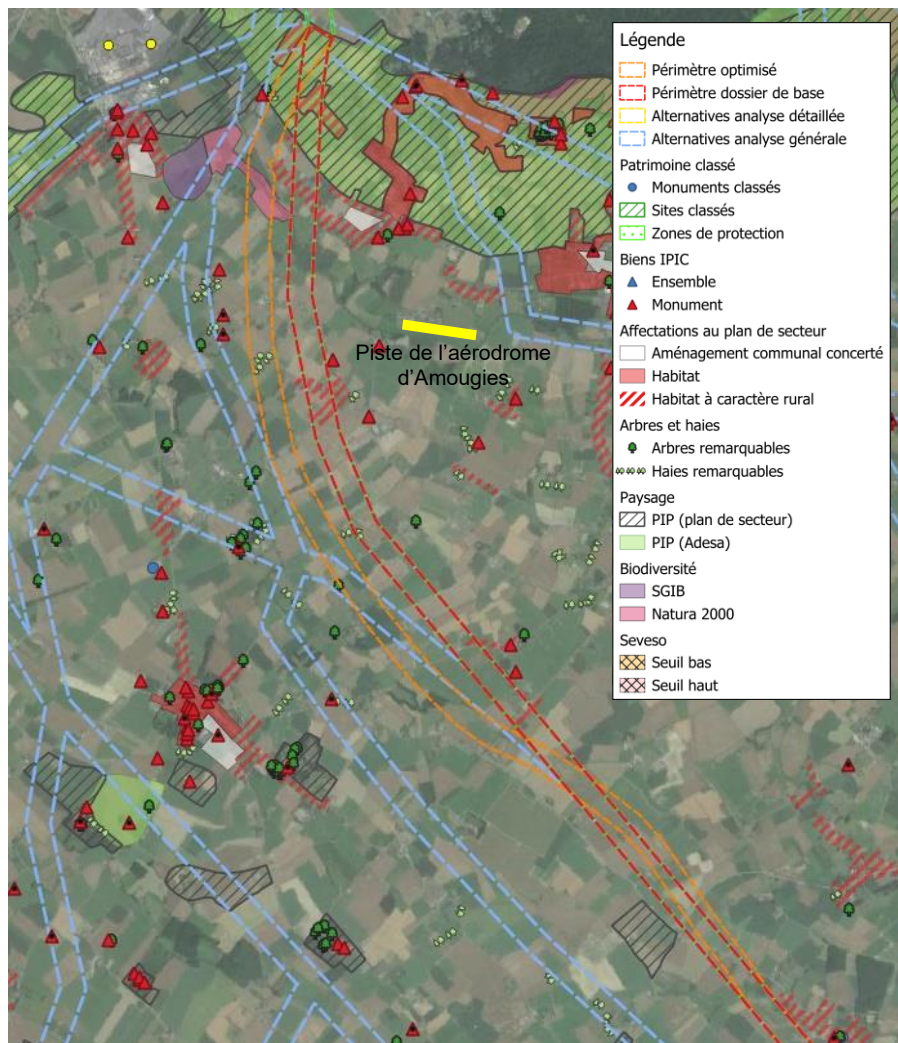 Légende
Périmètre optimisé
Périmètre dossier de base
Alternatives analyse détaillée
Alternatives analyse générale
Patrimoine classé
Monuments classés
Sites classés
Zones de protection
Biens IPIC
Ensemble
Monument
Affectations au plan de secteur
Aménagement communal concerté
Habitat
Habitat à caractère rural
Arbres et haies
Arbres remarquables
Haies remarquables
Paysage
PIP (plan de secteur)
PIP (Adesa)
Biodiversité
SGIB
Natura 2000
Seveso
Seuil bas
Seuil haut
Piste de l'aérodrome
d'Amougies